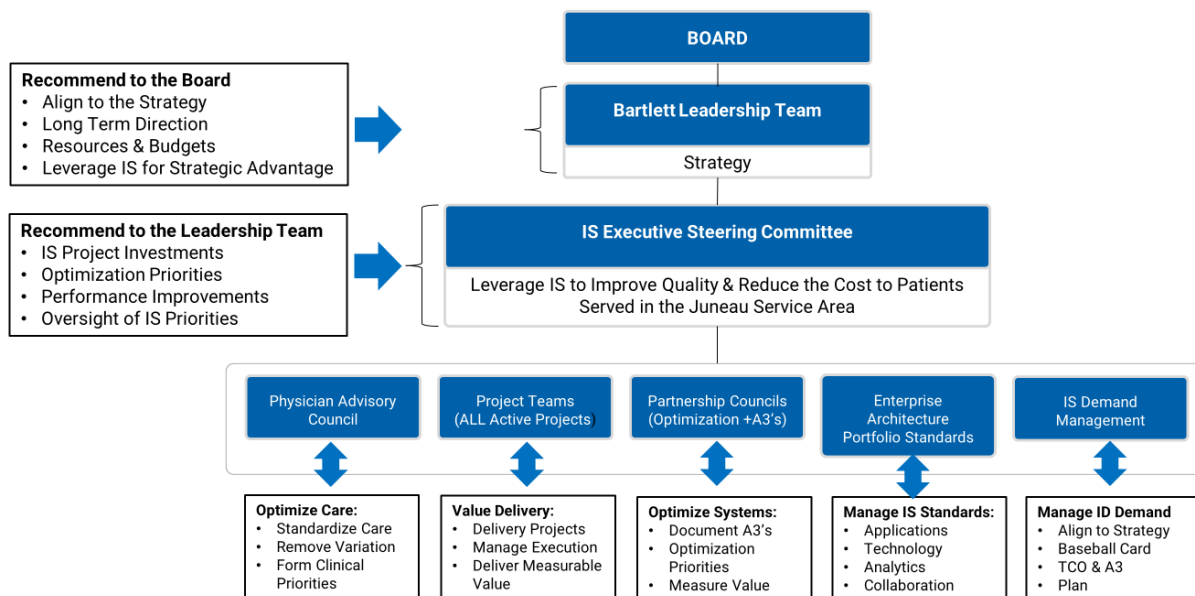 BOARD
Recommend to the Board
• Align to the Strategy
• Long Term Direction
• Resources & Budgets
• Leverage IS for Strategic Advantage
Bartlett Leadership Team
Strategy
Recommend to the Leadership Team
• IS Project Investments
• Optimization Priorities
• Performance Improvements
• Oversight of IS Priorities
IS Executive Steering Committee
Leverage IS to Improve Quality & Reduce the Cost to Patients
Served in the Juneau Service Area
Physician Advisory
Council
Project Teams
(ALL Active Projects)
Partnership Councils
(Optimization +A3's)
Enterprise
Architecture
Portfolio Standards
IS Demand
Management
Optimize Care:
• Standardize Care
• Remove Variation
• Form Clinical
Priorities
Value Delivery:
• Delivery Projects
• Manage Execution
• Deliver Measurable
Value
Optimize Systems:
• Document A3's
• Optimization
Priorities
• Measure Value
Manage IS Standards:
• Applications
• Technology
• Analytics
• Collaboration
Manage ID Demand
• Align to Strategy
• Baseball Card
• TCO & A3
• Plan